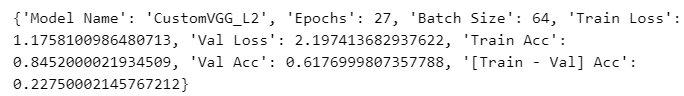 {'Model Name': 'CustomVGG_L2', 'Epochs': 27, 'Batch Size': 64, 'Train Loss':
1.1758100986480713, 'Val Loss': 2.197413682937622, 'Train Acc':
0.8452000021934509, 'Val Acc': 0.6176999807357788, '[Train - Val] Acc':
0.22750002145767212}